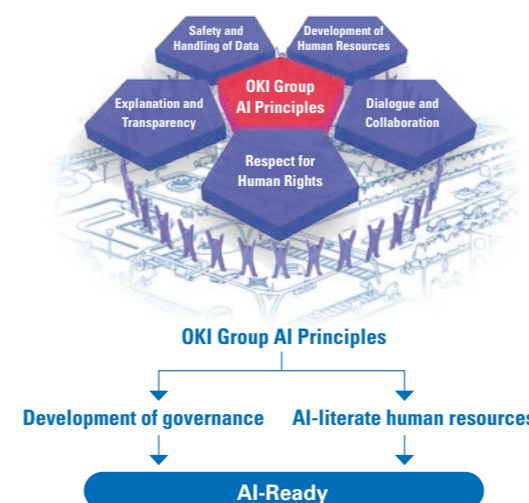 Safety and
Handling of Data
Development of
Human Resources
OKI Group
AI Principles
Explanation and
Transparency
Dialogue and
Collaboration
Respect for
Human Rights
OKI Group AI Principles
Development of governance
AI-literate human resources
AI-Ready